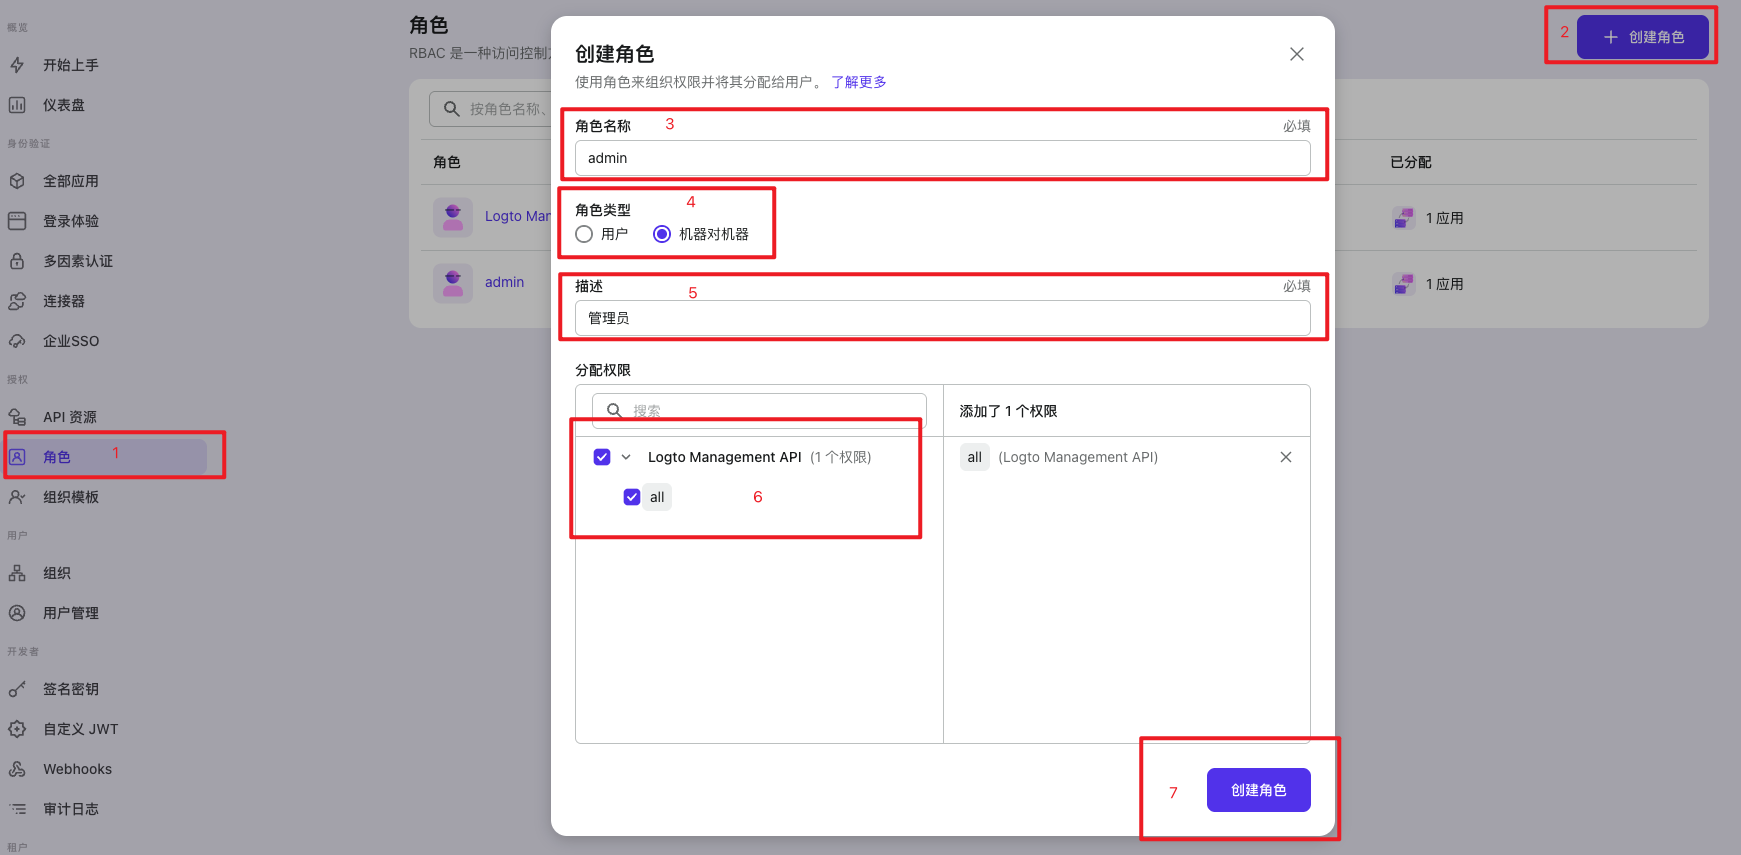 概览
开始上手
仪表盘
身份验证
全部应用
登录体验
多因素认证
连接器
企业SSO
授权
API 资源
角色 1
组织模板
用户
组织
用户管理
开发者
签名密钥
自定义 JWT
Webhooks
审计日志
租户
角色
RBAC 是一种访问控制
2 创建角色
按角色名称、
角色
已分配
Logto Man
1 应用
admin
1 应用
创建角色
使用角色来组织权限并将其分配给用户。 了解更多
角色名称 3 必填
admin
角色类型 4
用户 机器对机器
描述 5 必填
管理员
分配权限
搜索
添加了 1 个权限
Logto Management API (1 个权限)
all (Logto Management API)
all 6
7 创建角色